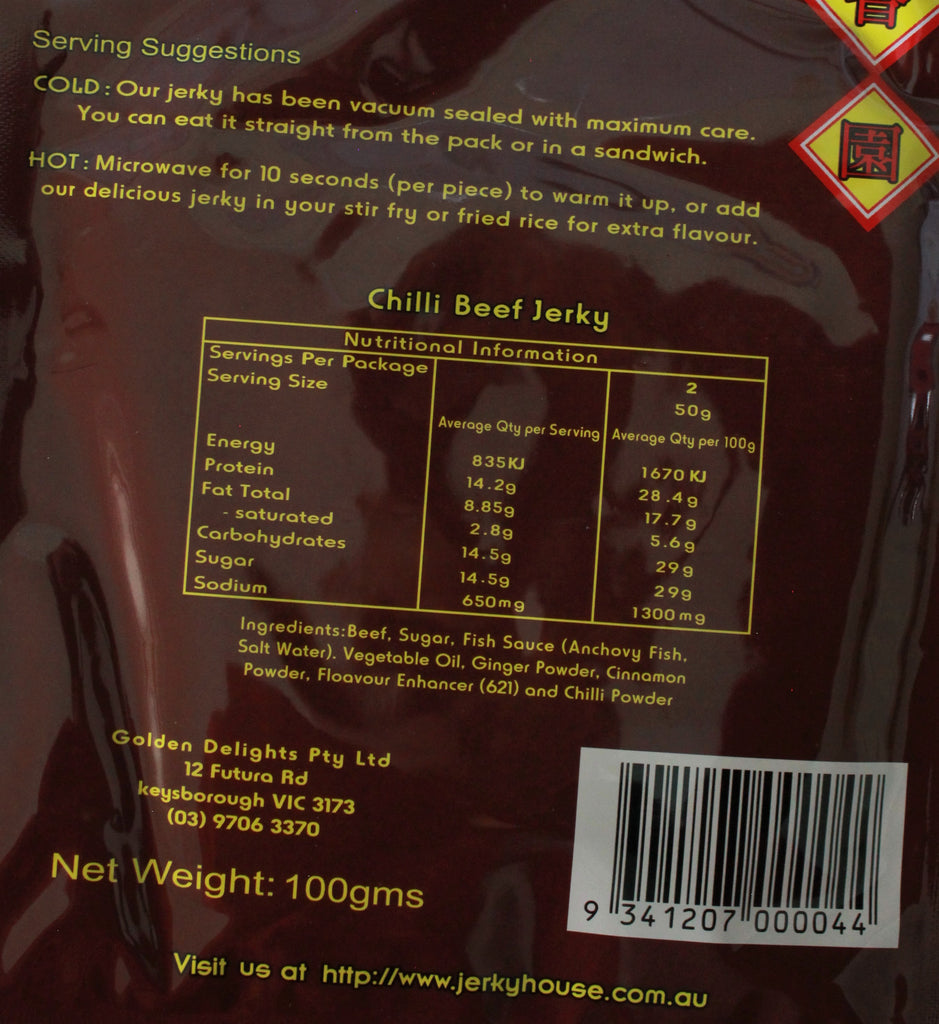 Serving Suggestions
COLD : Our jerky has been vacuum sealed with maximum care.
You can eat it straight from the pack or in a sandwich.
HOT : Microwave for 10 seconds (per piece) to warm it up, or add
our delicious jerky in your stir fry or fried rice for extra flavour.
園
Chilli Beef Jerky
Nutritional Information
Servings Per Package 2
Serving Size 50g
Average Qty per Serving Average Qty per 100g
Energy 835KJ 1670 KJ
Protein 14.2g 28.4g
Fat Total 8.85g 17.7g
- saturated 2.8g 5.6g
Carbohydrates 14.5g 29g
Sugar 14.5g 29g
Sodium 650mg 1300mg
Ingredients:Beef, Sugar, Fish Sauce (Anchovy Fish,
Salt Water). Vegetable Oil, Ginger Powder, Cinnamon
Powder, Floavour Enhancer (621) and Chilli Powder
Golden Delights Pty Ltd
12 Futura Rd
keysborough VIC 3173
(03) 9706 3370
Net Weight: 100gms
9 341207 000044
Visit us at http://www.jerkyhouse.com.au